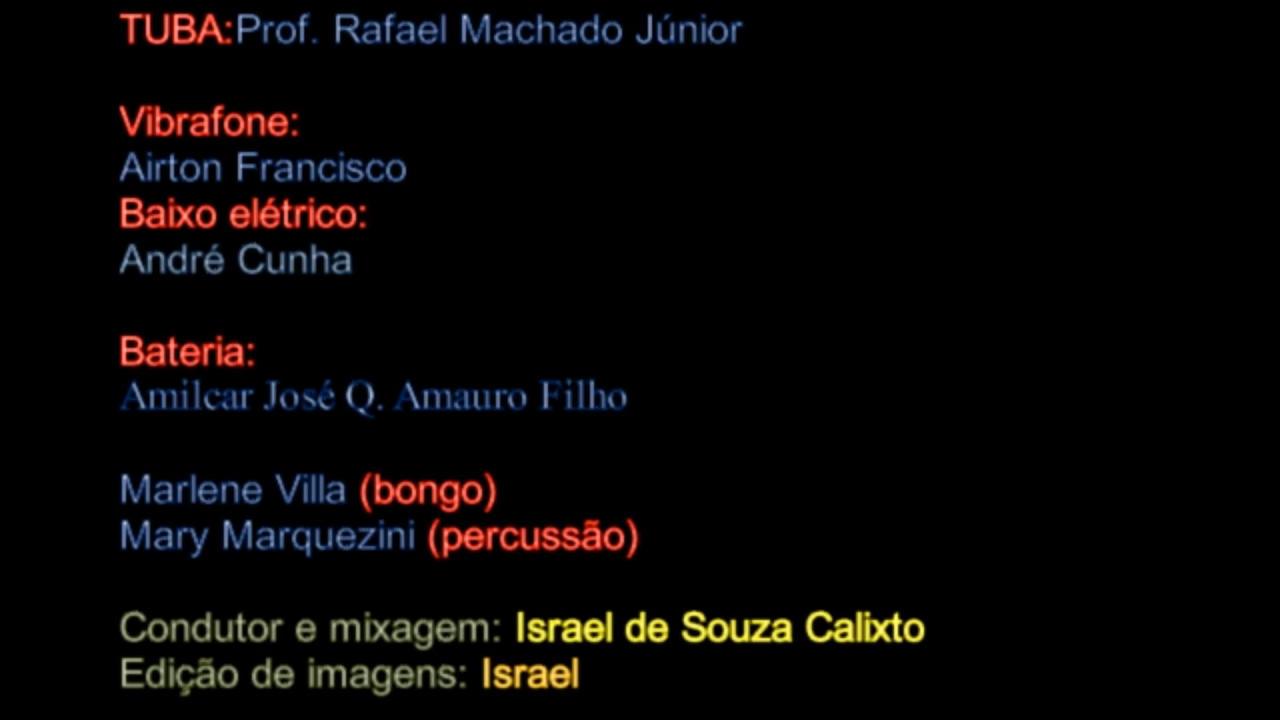 TUBA:Prof. Rafael Machado Júnior
Vibrafone:
Airton Francisco
Baixo elétrico:
André Cunha
Bateria:
Amilcar José Q. Amauro Filho
Marlene Villa (bongo)
Mary Marquezini (percussão)
Condutor e mixagem: Israel de Souza Calixto
Edição de imagens: Israel